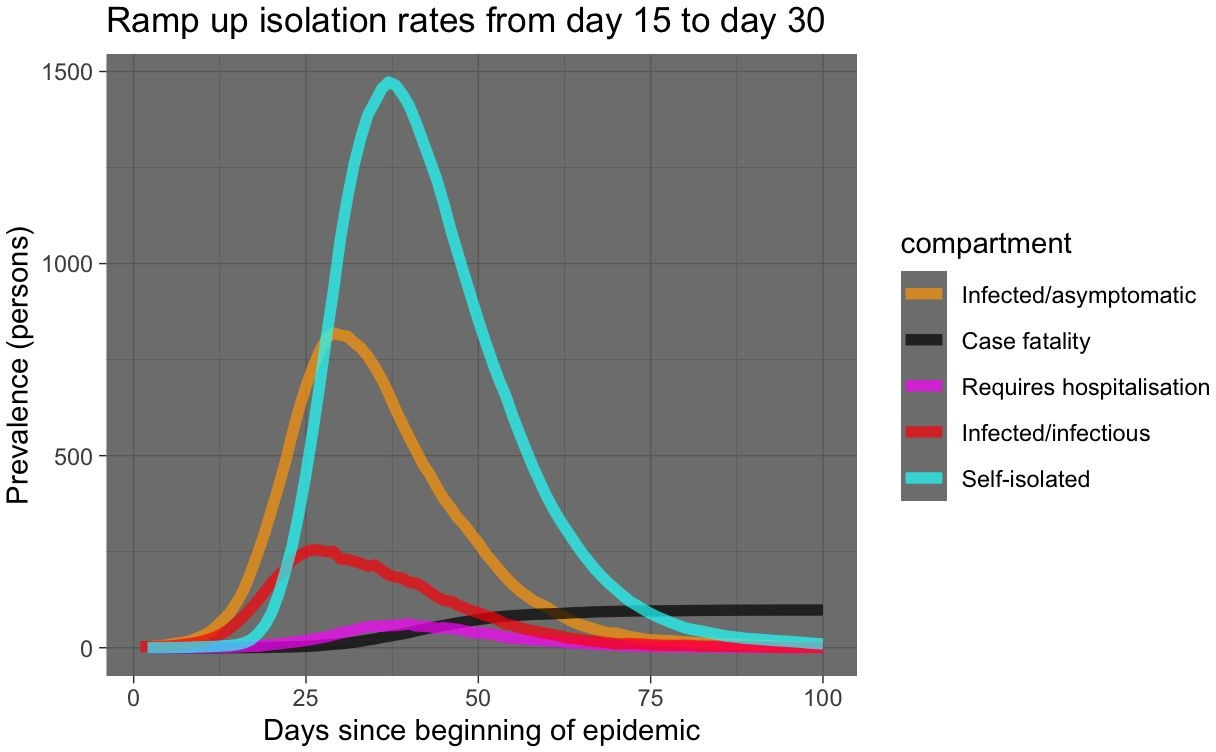 Ramp up isolation rates from day 15 to day 30
1500
1000
500
0
Prevalence (persons)
0 25 50 75 100
Days since beginning of epidemic
compartment
Infected/asymptomatic
Case fatality
Requires hospitalisation
Infected/infectious
Self-isolated